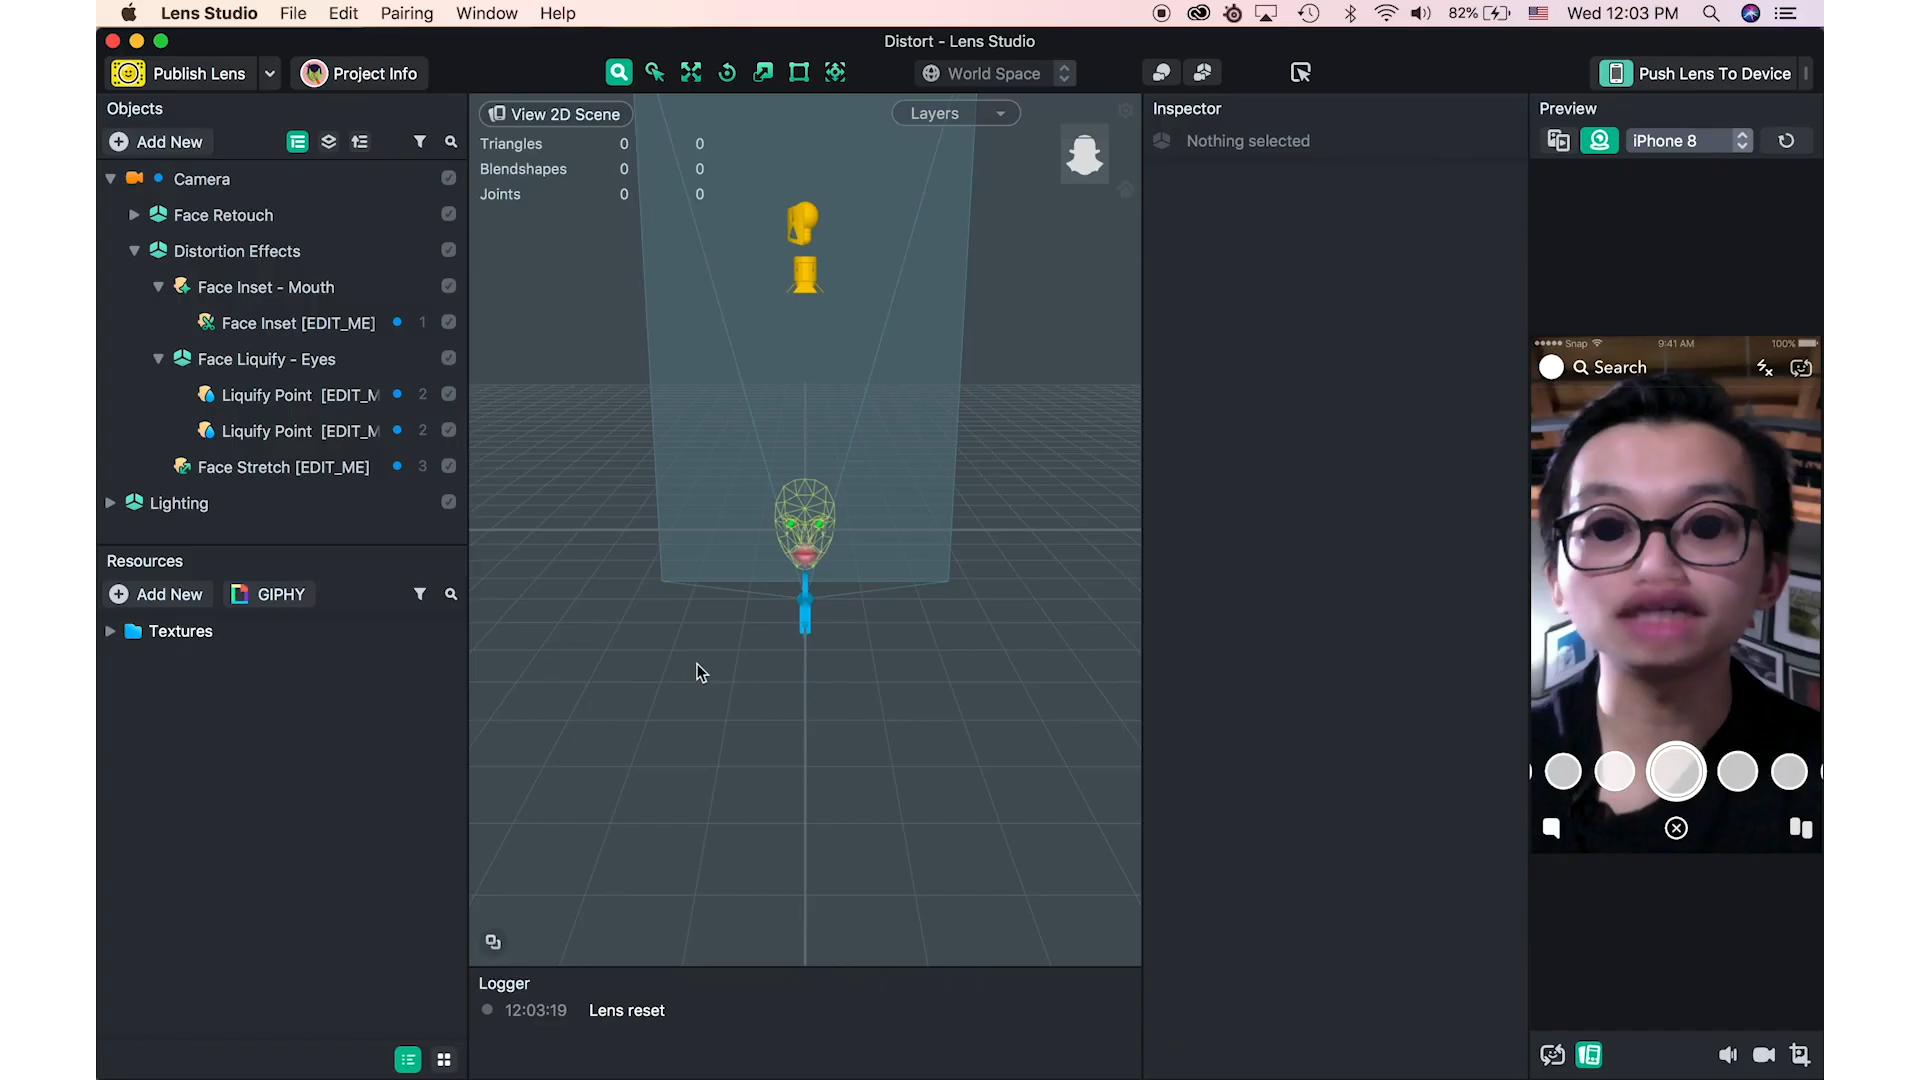 Lens Studio File Edit Pairing Window Help 82% Wed 12:03 PM
Distort - Lens Studio
Publish Lens Project Info World Space Push Lens To Device
Objects
Add New
Camera
Face Retouch
Distortion Effects
Face Inset - Mouth
Face Inset [EDIT_ME] 1
Face Liquify - Eyes
Liquify Point [EDIT_M 2
Liquify Point [EDIT_M 2
Face Stretch [EDIT_ME] 3
Lighting
Resources
Add New GIPHY
Textures
View 2D Scene Layers
Triangles 0 0
Blendshapes 0 0
Joints 0 0
Logger
12:03:19 Lens reset
Inspector
Nothing selected
Preview
iPhone 8
Snap 9:41 AM 100%
Search